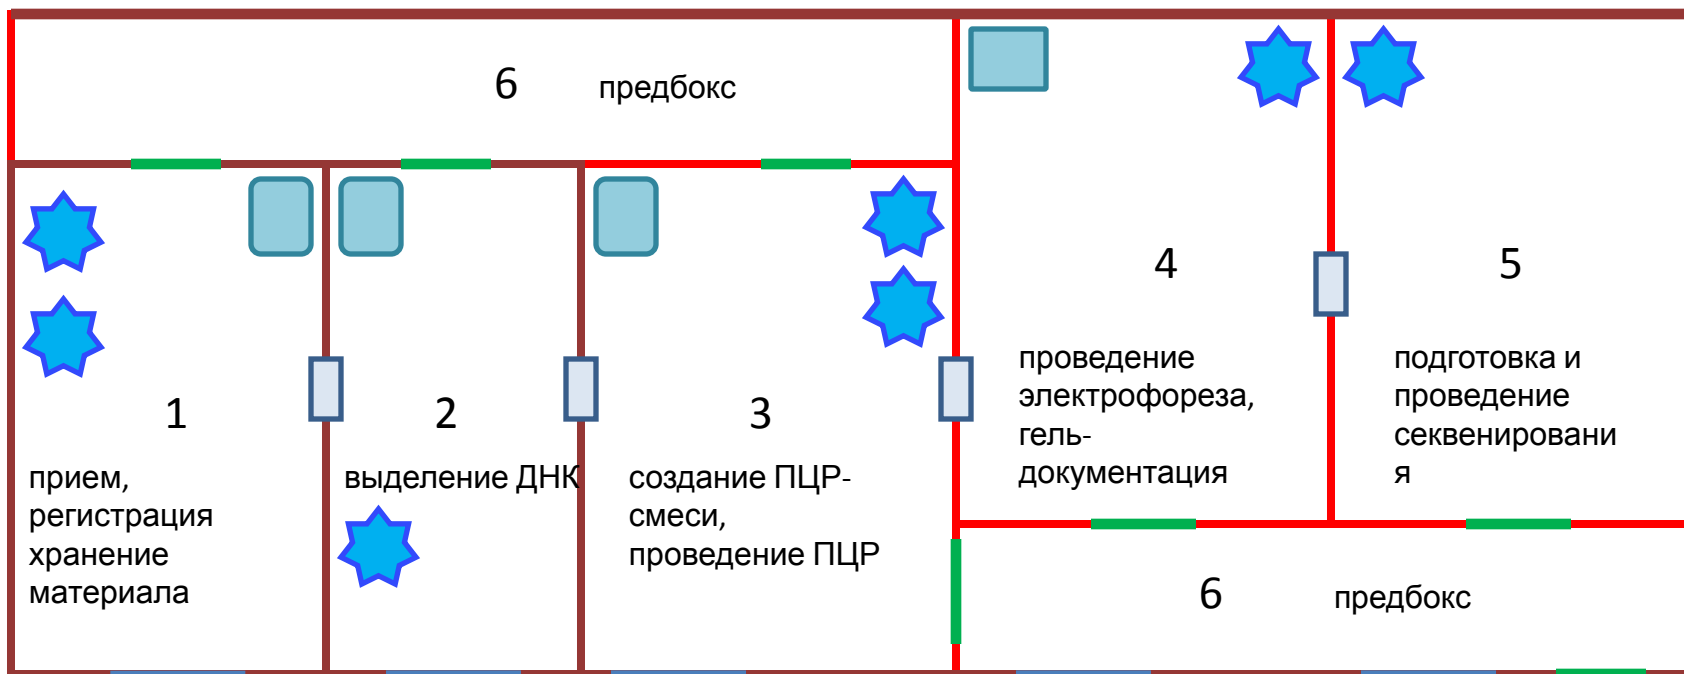 6 предбокс
1
прием,
регистрация
хранение
материала
2
выделение ДНК
3
создание ПЦР-
смеси,
проведение ПЦР
4
проведение
электрофореза,
гель-
документация
5
подготовка и
проведение
секвенировани
я
6 предбокс